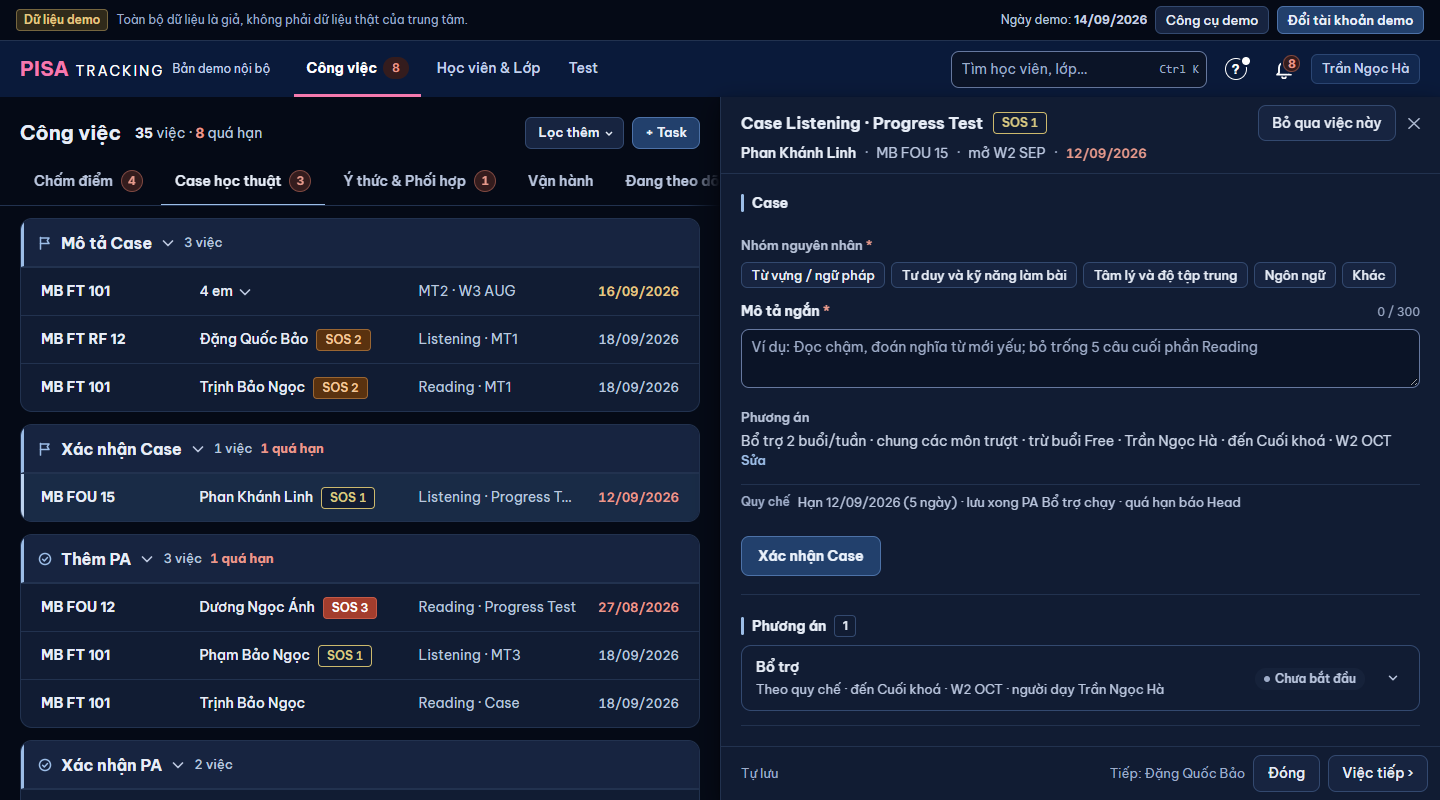 Dữ liệu demo Toàn bộ dữ liệu là giả, không phải dữ liệu thật của trung tâm. Ngày demo: 14/09/2026 Công cụ demo Đổi tài khoản demo
PISA TRACKING Bản demo nội bộ Công việc 8 Học viên & Lớp Test Tìm học viên, lớp... Ctrl K ? 8 Trần Ngọc Hà
Công việc 35 việc · 8 quá hạn Lọc thêm + Task
Chấm điểm 4 Case học thuật 3 Ý thức & Phối hợp 1 Vận hành Đang theo
Mô tả Case 3 việc
MB FT 101 4 em MT2 · W3 AUG 16/09/2026
MB FT RF 12 Đặng Quốc Bảo SOS 2 Listening · MT1 18/09/2026
MB FT 101 Trịnh Bảo Ngọc SOS 2 Reading · MT1 18/09/2026
Xác nhận Case 1 việc 1 quá hạn
MB FOU 15 Phan Khánh Linh SOS 1 Listening · Progress T... 12/09/2026
Thêm PA 3 việc 1 quá hạn
MB FOU 12 Dương Ngọc Ánh SOS 3 Reading · Progress Test 27/08/2026
MB FT 101 Phạm Bảo Ngọc SOS 1 Listening · MT3 18/09/2026
MB FT 101 Trịnh Bảo Ngọc Reading · Case 18/09/2026
Xác nhận PA 2 việc
Case Listening · Progress Test SOS 1 Bỏ qua việc này
Phan Khánh Linh · MB FOU 15 · mở W2 SEP · 12/09/2026
Case
Nhóm nguyên nhân *
Từ vựng / ngữ pháp Tư duy và kỹ năng làm bài Tâm lý và độ tập trung Ngôn ngữ Khác
Mô tả ngắn * 0 / 300
Ví dụ: Đọc chậm, đoán nghĩa từ mới yếu; bỏ trống 5 câu cuối phần Reading
Phương án
Bổ trợ 2 buổi/tuần · chung các môn trượt · trừ buổi Free · Trần Ngọc Hà · đến Cuối khoá · W2 OCT
Sửa
Quy chế Hạn 12/09/2026 (5 ngày) · lưu xong PA Bổ trợ chạy · quá hạn báo Head
Xác nhận Case
Phương án 1
Bổ trợ
Theo quy chế · đến Cuối khoá · W2 OCT · người dạy Trần Ngọc Hà
Chưa bắt đầu
Tự lưu Tiếp: Đặng Quốc Bảo Đóng Việc tiếp ›